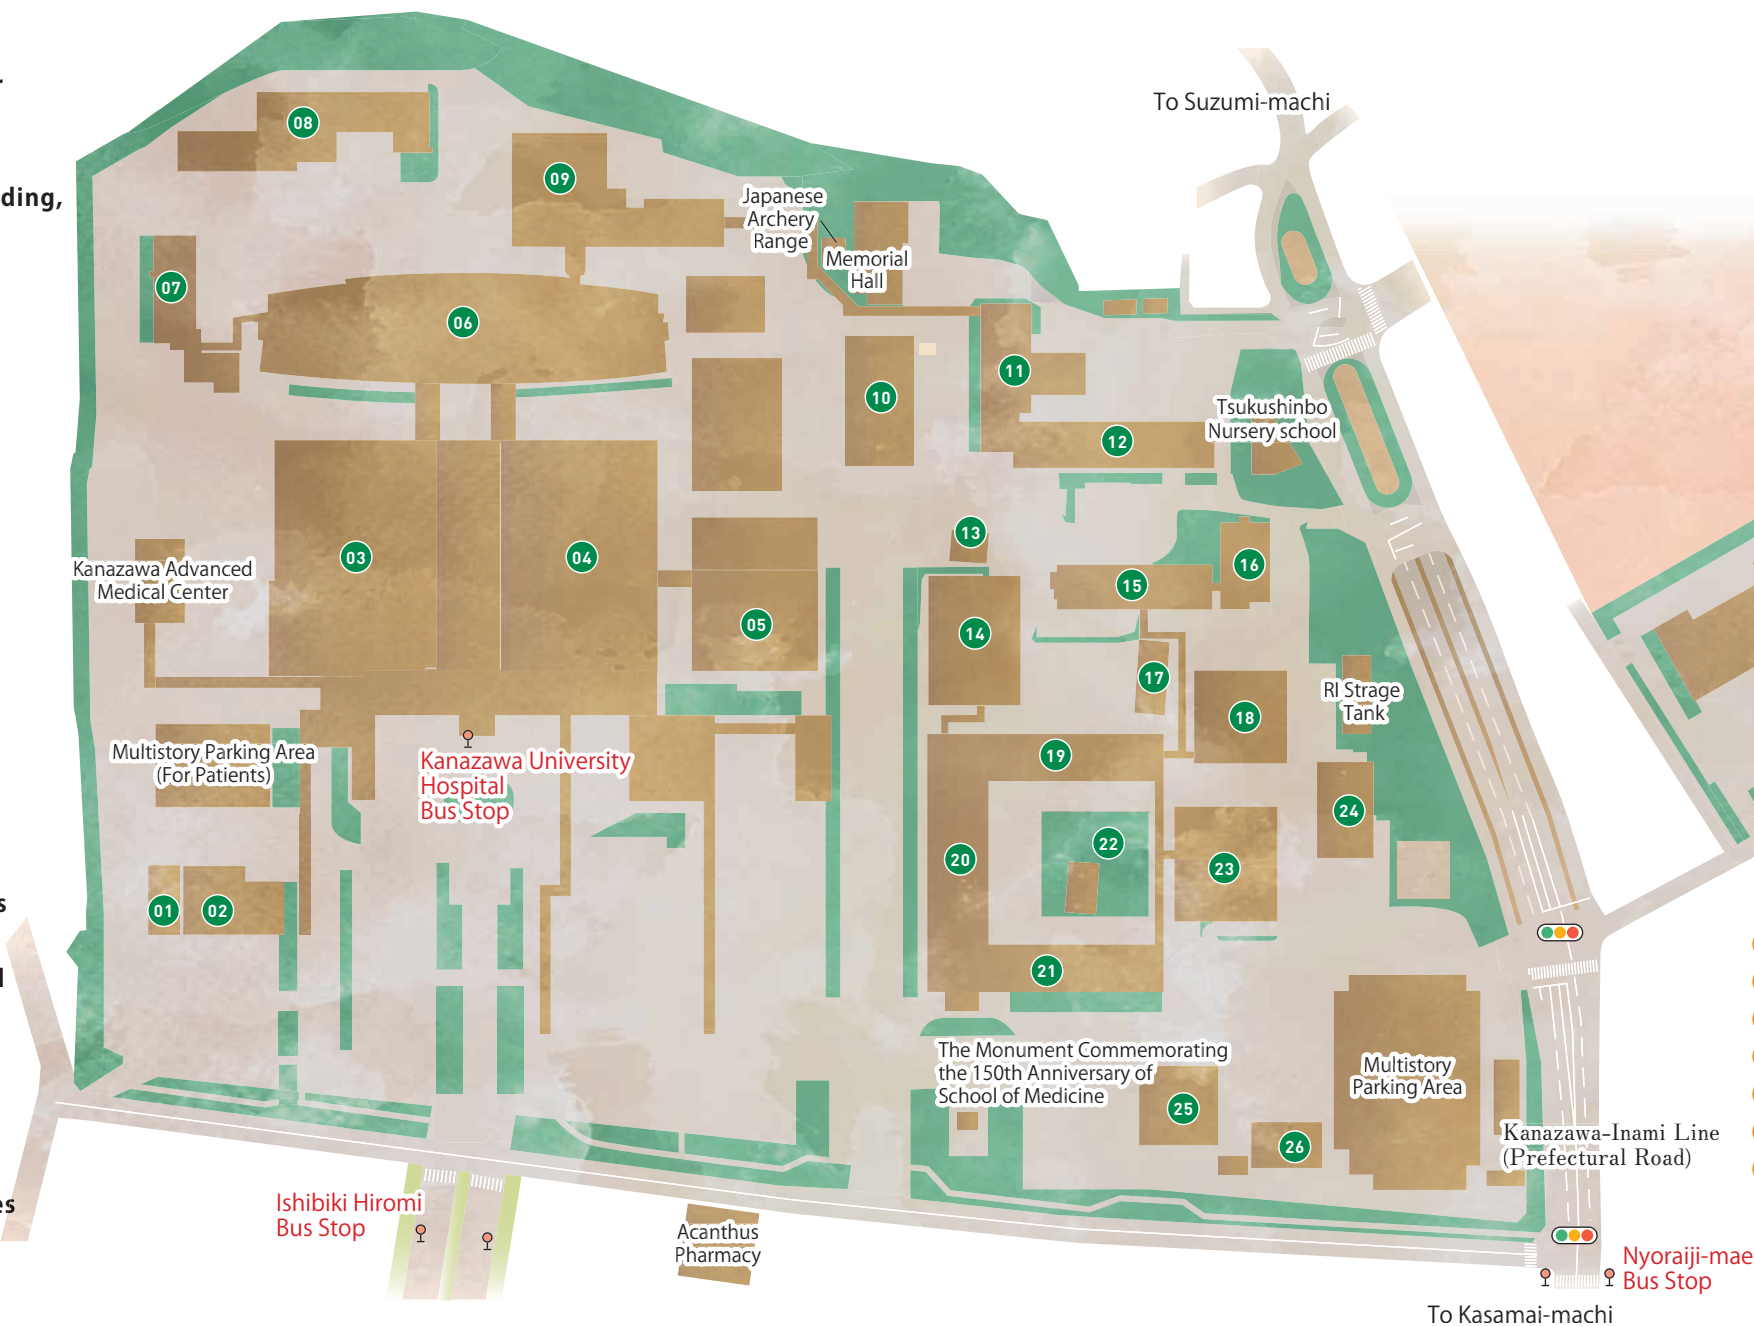 ding,
s
l
es
To Suzumi-machi
08
09
Japanese
Archery
Range
Memorial
Hall
07
06
11
10
Tsukushinbo
Nursery school
12
13
03
04
Kanazawa Advanced
Medical Center
16
15
05
14
17
RI Strage
Tank
18
Multistory Parking Area
(For Patients)
Kanazawa University
Hospital
Bus Stop
19
24
22
20
23
01
02
21
The Monument Commemorating
the 150th Anniversary of
School of Medicine
Multistory
Parking Area
25
26
Kanazawa-Inami Line
(Prefectural Road)
Ishibiki Hiromi
Bus Stop
Acanthus
Pharmacy
Nyoraiji-mae
Bus Stop
To Kasamai-machi